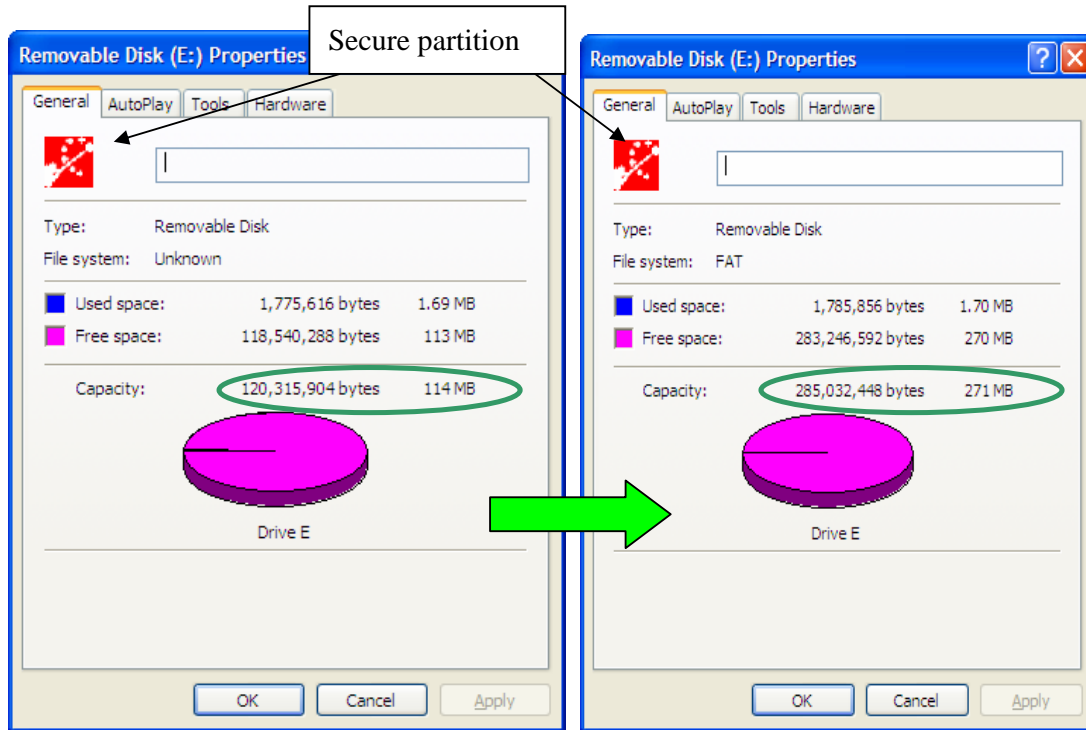 Secure partition
Removable Disk (E:) Properties
General AutoPlay Tools Hardware
Type: Removable Disk
File system: Unknown
Used space: 1,775,616 bytes 1.69 MB
Free space: 118,540,288 bytes 113 MB
Capacity: 120,315,904 bytes 114 MB
Drive E
OK Cancel Apply
Removable Disk (E:) Properties
General AutoPlay Tools Hardware
Type: Removable Disk
File system: FAT
Used space: 1,785,856 bytes 1.70 MB
Free space: 283,246,592 bytes 270 MB
Capacity: 285,032,448 bytes 271 MB
Drive E
OK Cancel Apply